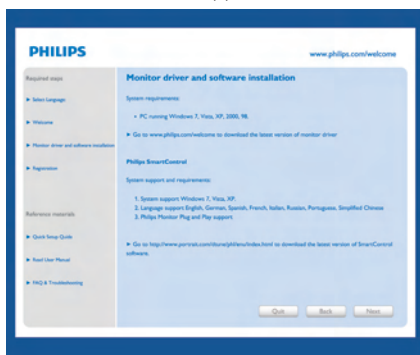 PHILIPS
www.philips.com/welcome
Required steps
Select Language
Welcome
Monitor driver and software installation
Registration
Reference materials
Quick Setup Guide
Read User Manual
FAQ & Troubleshooting
Monitor driver and software installation
System requirements:
• PC running Windows 7, Vista, XP, 2000, 98.
Go to www.philips.com/welcome to download the latest version of monitor driver
Philips SmartControl
System support and requirements:
1. System support Windows 7, Vista, XP.
2. Language support English, German, Spanish, French, Italian, Russian, Portuguese, Simplified Chinese
3. Philips Monitor Plug and Play support
Go to http://www.portrait.com/dtune/philenu/index.html to download the latest version of SmartControl
software.
Quit Back Next